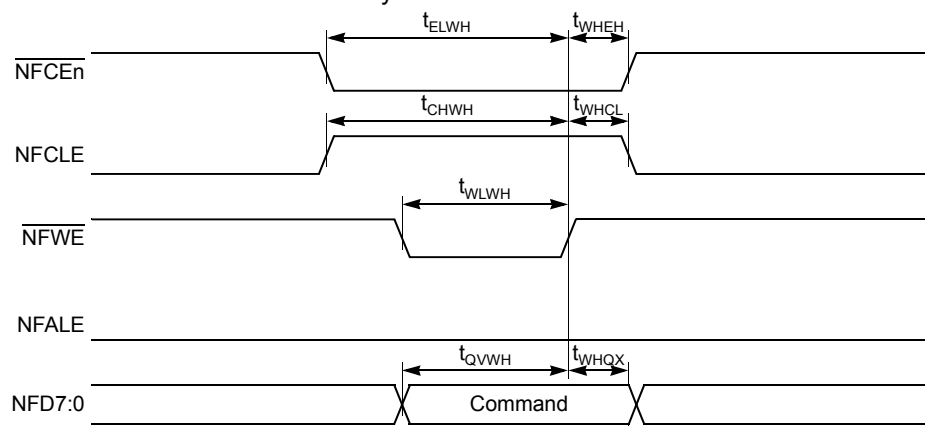 y
tELWH tWHEH
NFCEn
tCHWH tWHCL
NFCLE
tWLWH
NFWE
NFALE
tQVWH tWHQX
NFD7:0 Command